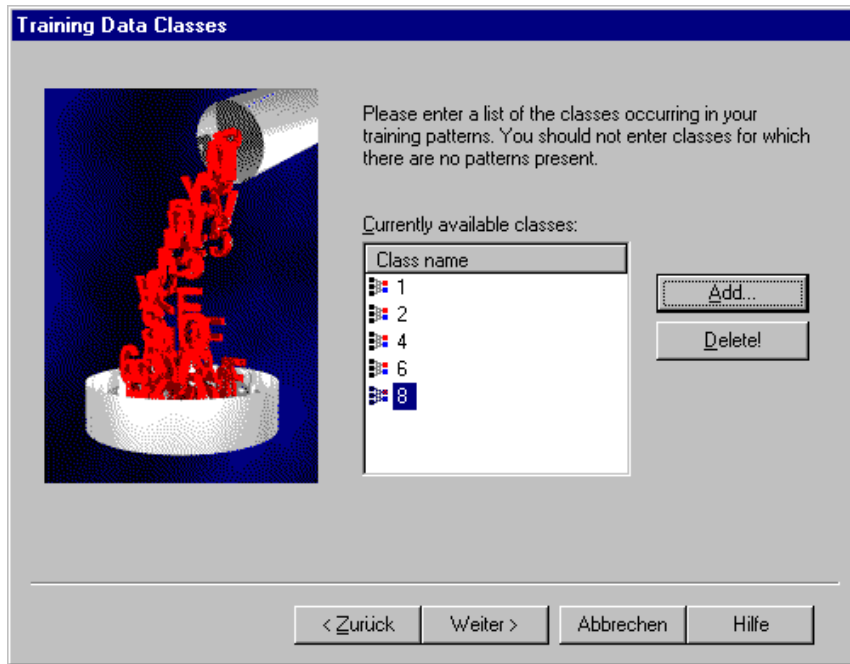 Training Data Classes
Please enter a list of the classes occurring in your
training patterns. You should not enter classes for which
there are no patterns present.
Currently available classes:
Class name
1
2
4
6
8
Add...
Delete!
< Zurück
Weiter >
Abbrechen
Hilfe